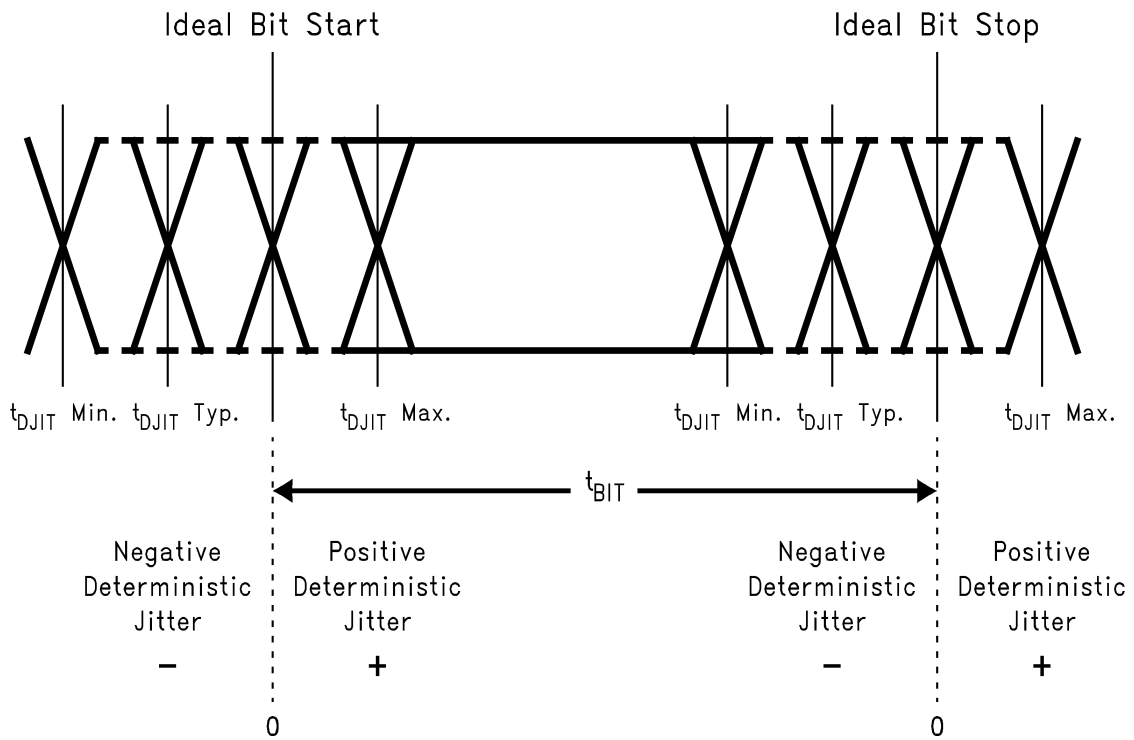 Ideal Bit Start
Ideal Bit Stop
tDJIT Min.
tDJIT Typ.
tDJIT Max.
tDJIT Min.
tDJIT Typ.
tDJIT Max.
tBIT
Negative
Deterministic
Jitter
−
Positive
Deterministic
Jitter
+
Negative
Deterministic
Jitter
−
Positive
Deterministic
Jitter
+
0
0